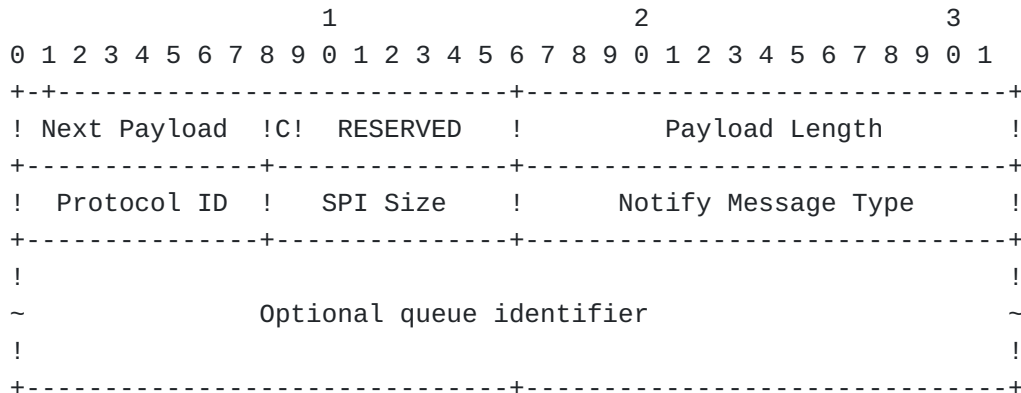 1                   2                   3
0 1 2 3 4 5 6 7 8 9 0 1 2 3 4 5 6 7 8 9 0 1 2 3 4 5 6 7 8 9 0 1
+-+-----------------------------+-------------------------------+
! Next Payload  !C!  RESERVED   !         Payload Length        !
+---------------+---------------+-------------------------------+
!  Protocol ID  !   SPI Size    !      Notify Message Type      !
+---------------+---------------+-------------------------------+
!                                                               !
~               Optional queue identifier                       ~
!                                                               !
+-------------------------------+-------------------------------+